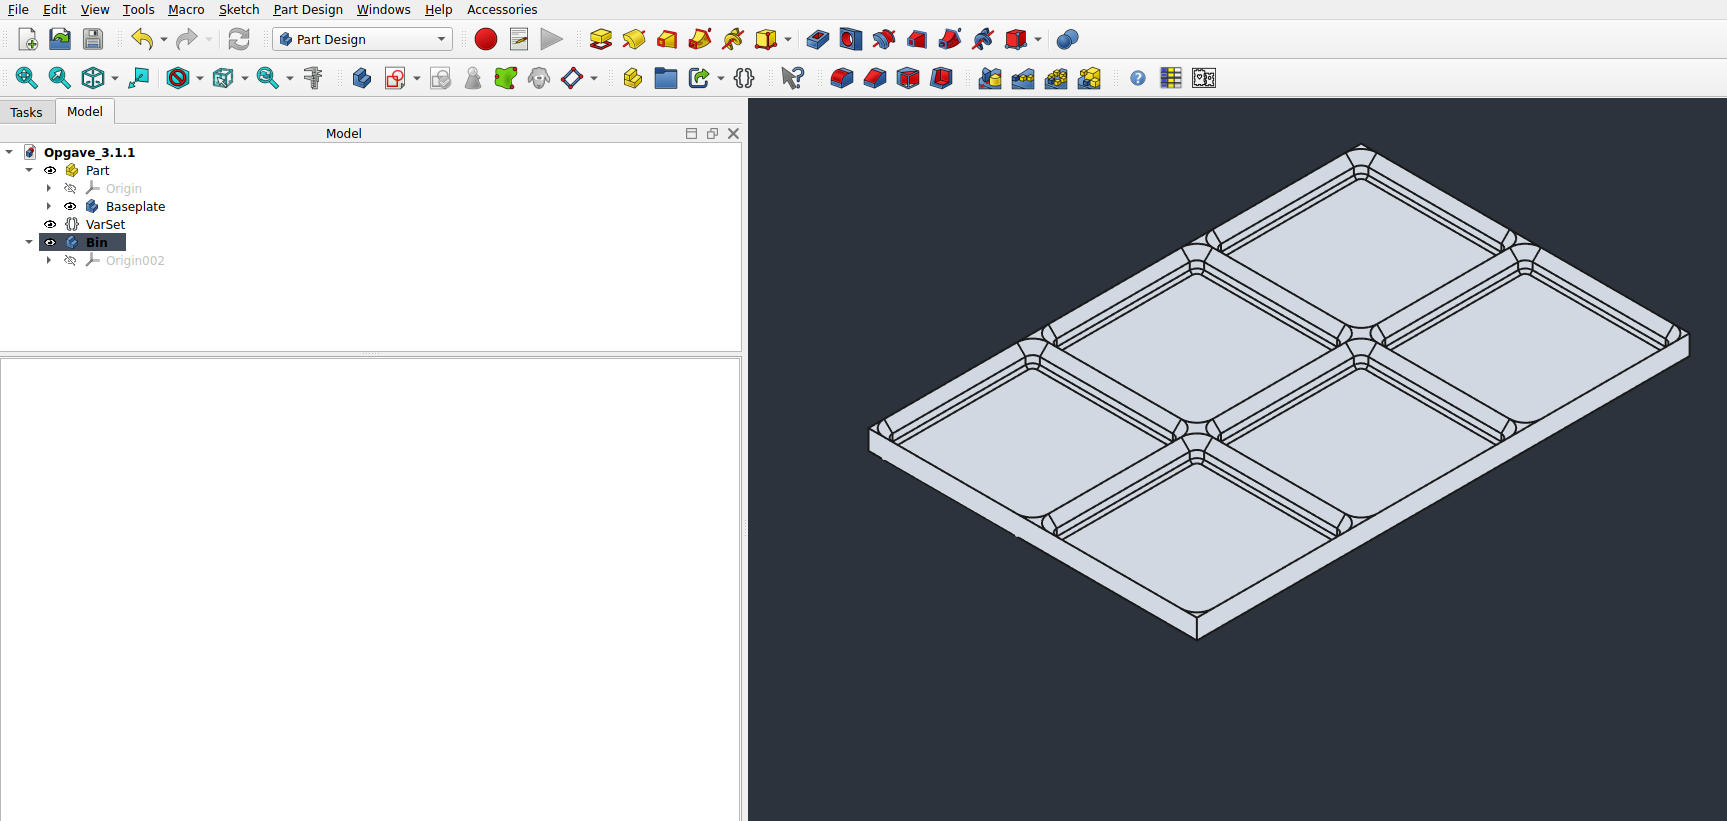 File Edit View Tools Macro Sketch Part Design Windows Help Accessories
Part Design
Tasks Model
Model
Opgave_3.1.1
Part
Origin
Baseplate
VarSet
Bin
Origin002